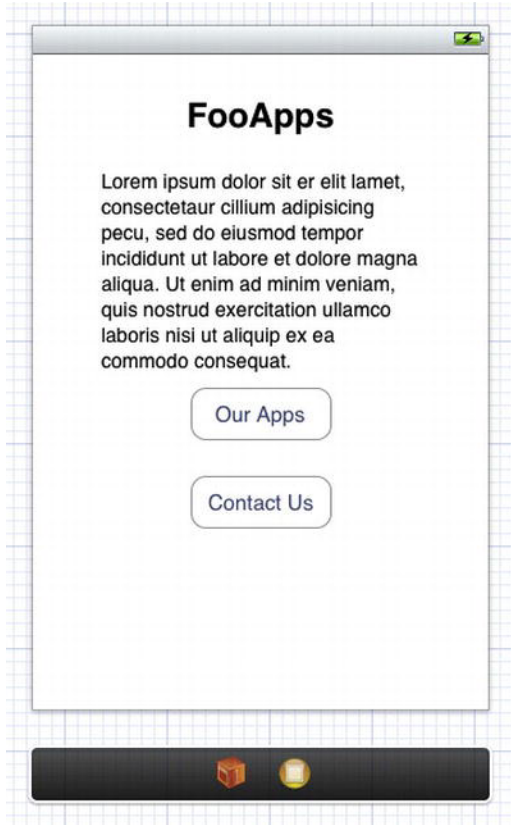 FooApps
Lorem ipsum dolor sit er elit lamet,
consectetaur cillium adipisicing
pecu, sed do eiusmod tempor
incididunt ut labore et dolore magna
aliqua. Ut enim ad minim veniam,
quis nostrud exercitation ullamco
laboris nisi ut aliquip ex ea
commodo consequat.
Our Apps
Contact Us